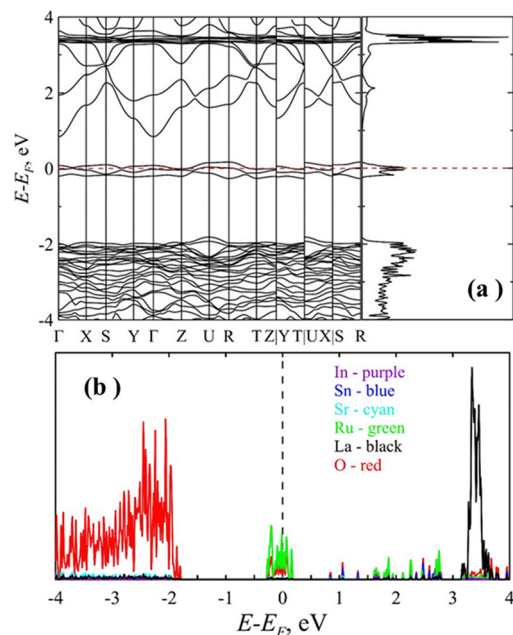 4
2
0
-2
-4
E-E_F, eV
(a)
Γ X S Y Γ Z U R T Z|Y T|U X|S R
(b)
In - purple
Sn - blue
Sr - cyan
Ru - green
La - black
O - red
-4 -3 -2 -1 0 1 2 3 4
E-E_F, eV